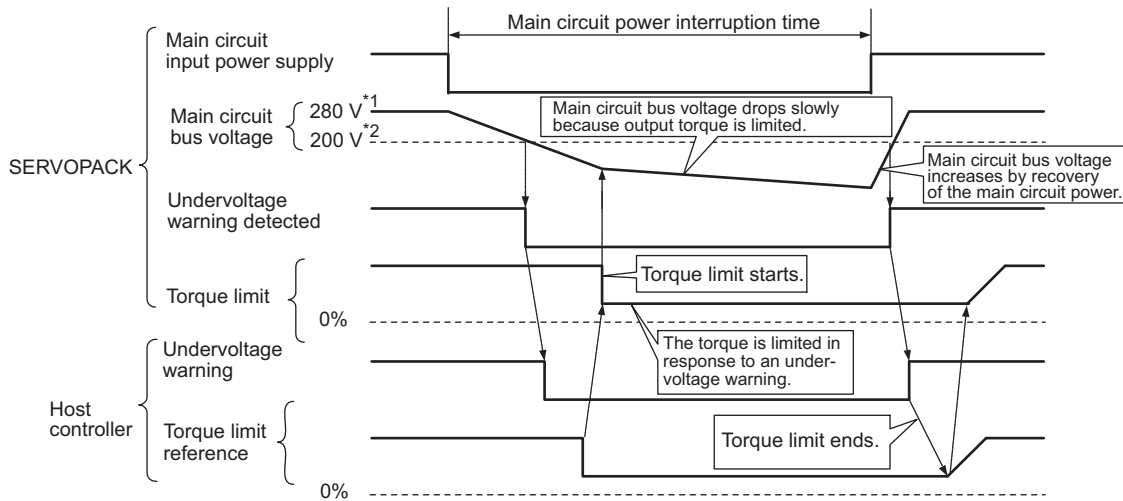 Main circuit power interruption time
Main circuit
input power supply
Main circuit
bus voltage
280 V*1
200 V*2
Main circuit bus voltage drops slowly
because output torque is limited.
Main circuit bus voltage
increases by recovery
of the main circuit power.
SERVOPACK
Undervoltage
warning detected
Torque limit starts.
Torque limit
0%
The torque is limited in
response to an under-
voltage warning.
Undervoltage
warning
Host
controller
Torque limit
reference
Torque limit ends.
0%